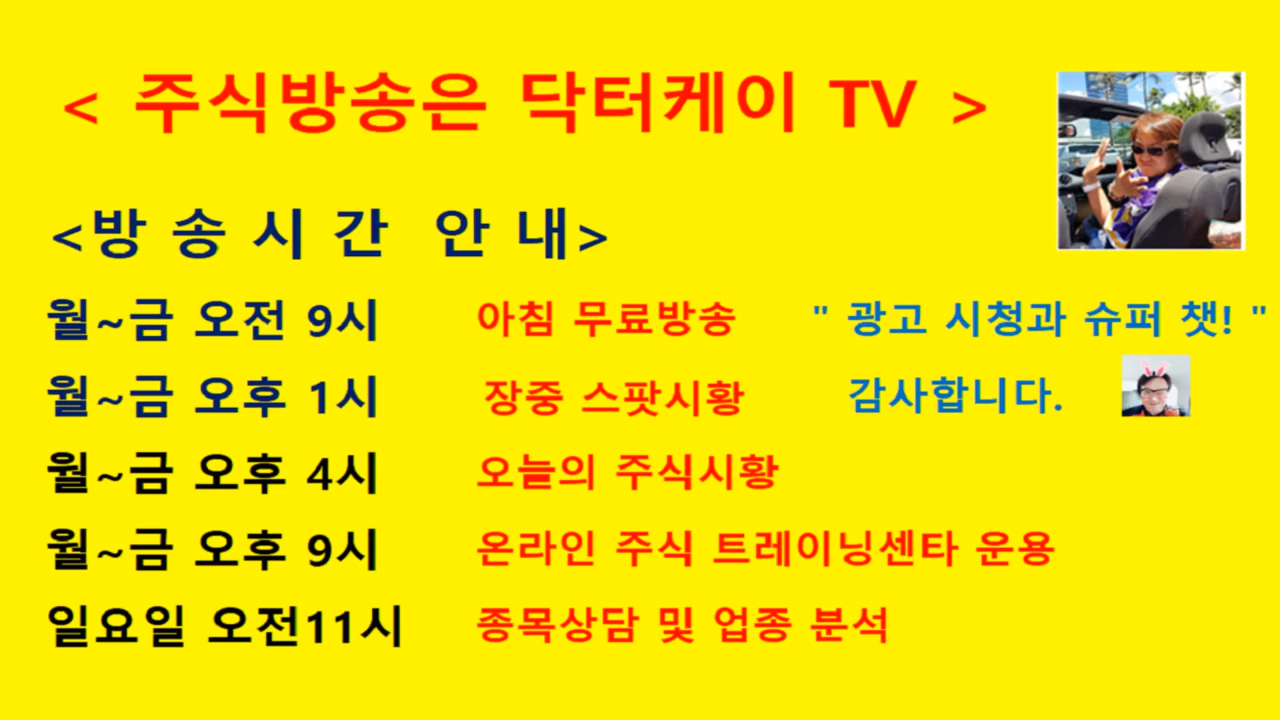 < 주식방송은 닥터케이 TV >
<방 송 시 간 안 내>
월~금 오전 9시 아침 무료방송 " 광고 시청과 슈퍼 챗! "
월~금 오후 1시 장중 스팟시황 감사합니다.
월~금 오후 4시 오늘의 주식시황
월~금 오후 9시 온라인 주식 트레이닝센타 운용
일요일 오전11시 종목상담 및 업종 분석